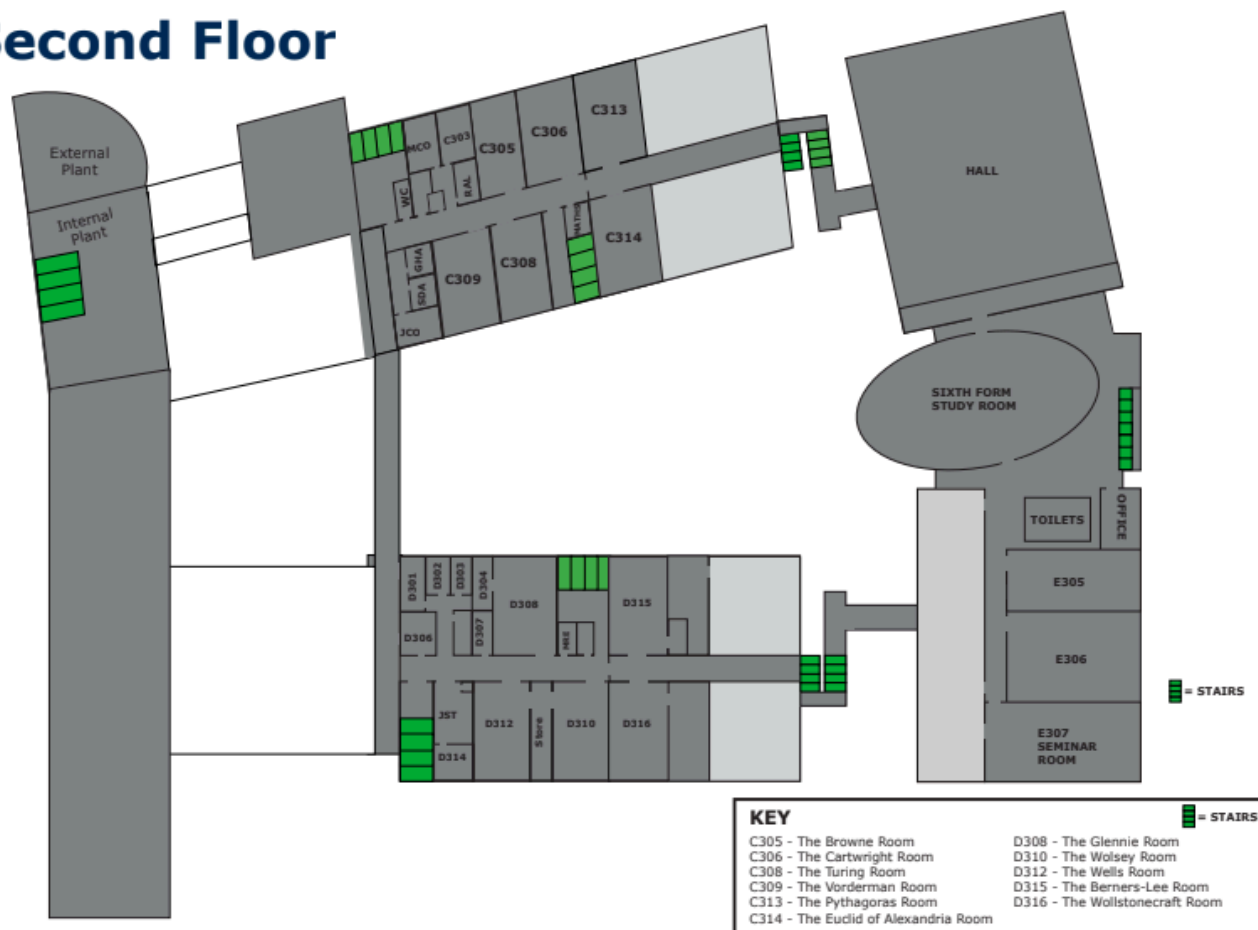 Second Floor
External
Plant
Internal
Plant
MCO
C303
C305
C306
C313
WC
RAL
MATHS
GHA
SDA
JCO
C309
C308
C314
HALL
SIXTH FORM
STUDY ROOM
TOILETS
OFFICE
E305
E306
E307
SEMINAR
ROOM
D301
D302
D303
D304
D308
D315
D306
D307
MRE
JST
D314
D312
Store
D310
D316
= STAIRS
KEY
= STAIRS
C305 - The Browne Room
C306 - The Cartwright Room
C308 - The Turing Room
C309 - The Vorderman Room
C313 - The Pythagoras Room
C314 - The Euclid of Alexandria Room
D308 - The Glennie Room
D310 - The Wolsey Room
D312 - The Wells Room
D315 - The Berners-Lee Room
D316 - The Wollstonecraft Room